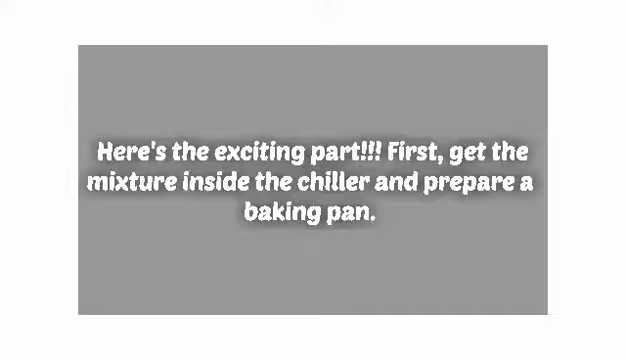 Here's the exciting part!!! First, get the
mixture inside the chiller and prepare a
baking pan.